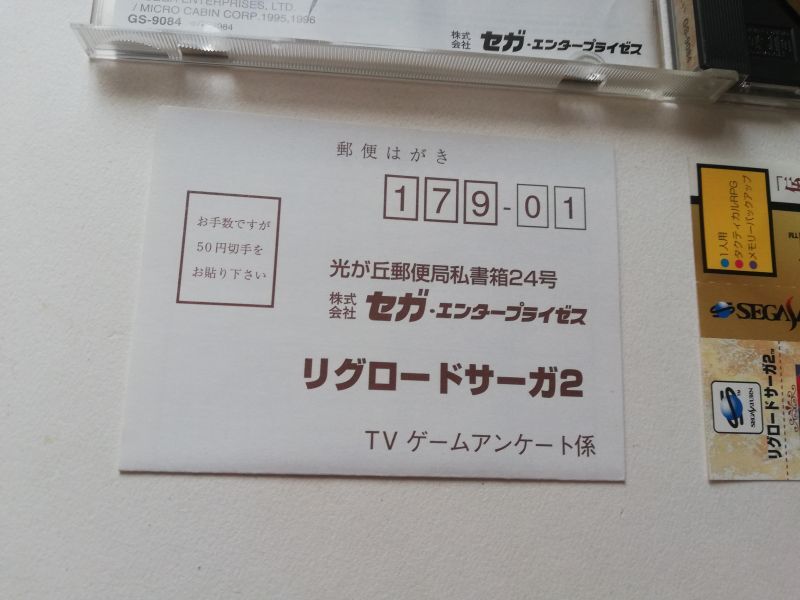 / MICRO CABIN CORP.1995,1996
GS-9084
株式会社 セガ・エンタープライゼス
郵便はがき
179-01
お手数ですが
50円切手を
お貼り下さい
光が丘郵便局私書箱24号
株式会社 セガ・エンタープライゼス
リグロードサーガ2
TVゲームアンケート係
1人用
タクティカルRPG
メモリーバックアップ
SEGA
SEGA SATURN
リグロードサーガ2™